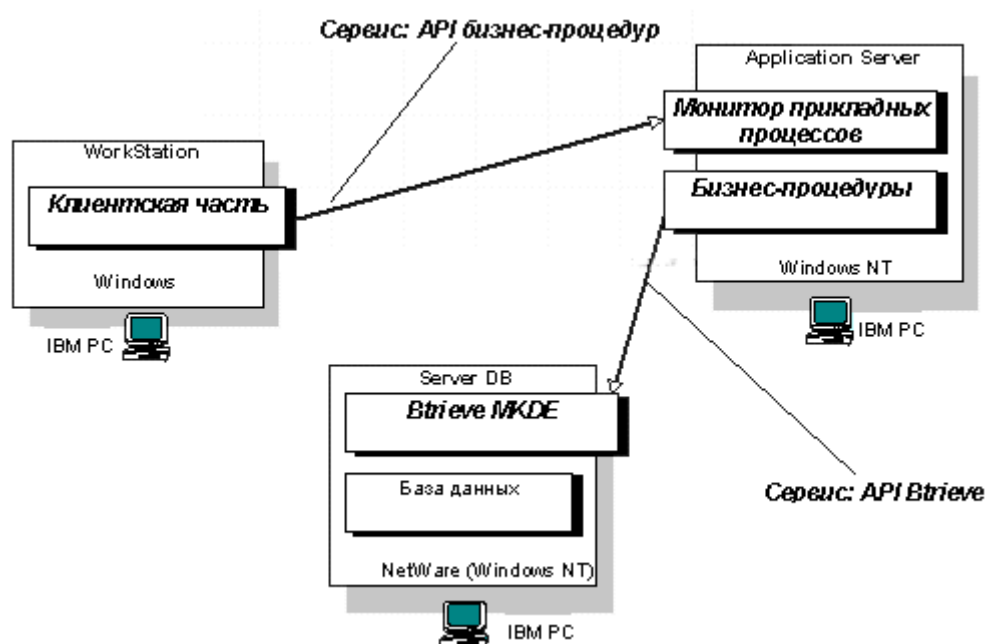 Сервис: API бизнес-процедур
Application Server
Монитор прикладных
процессов
Бизнес-процедуры
Windows NT
IBM PC
WorkStation
Клиентская часть
Windows
IBM PC
Server DB
Btrieve MKDE
База данных
NetWare (Windows NT)
IBM PC
Сервис: API Btrieve